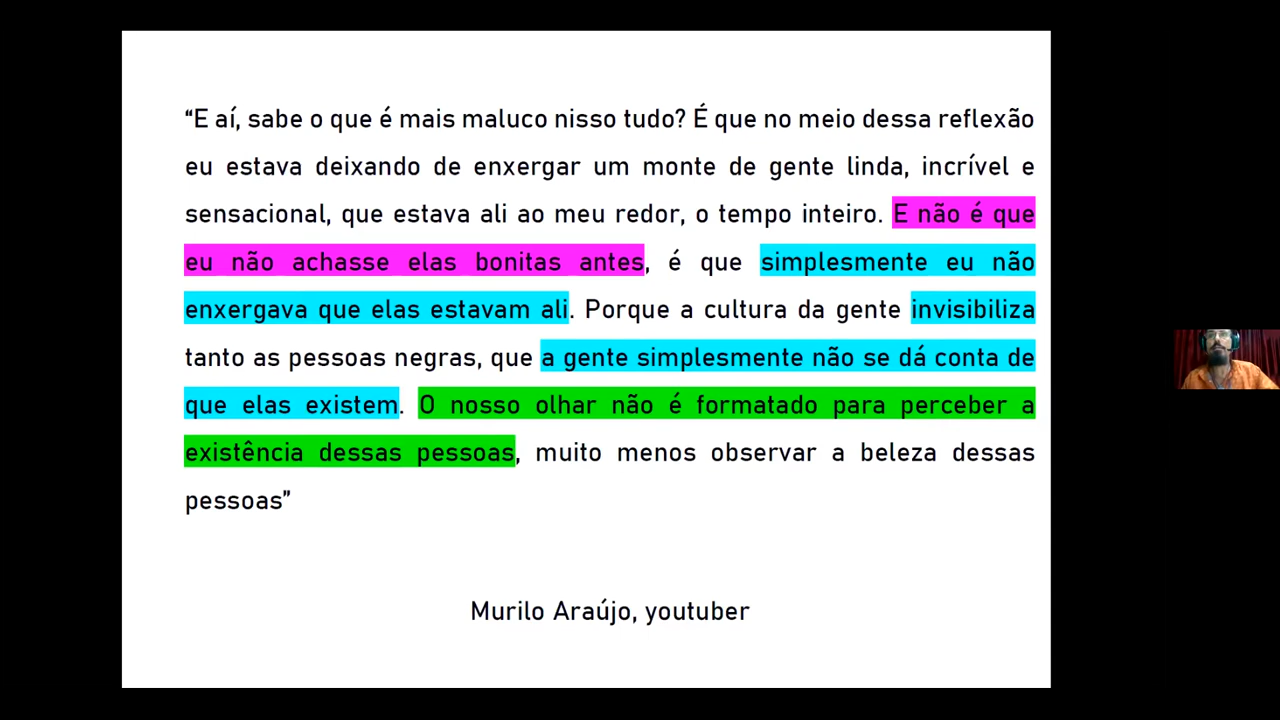 “E aí, sabe o que é mais maluco nisso tudo? É que no meio dessa reflexão
eu estava deixando de enxergar um monte de gente linda, incrível e
sensacional, que estava ali ao meu redor, o tempo inteiro. E não é que
eu não achasse elas bonitas antes, é que simplesmente eu não
enxergava que elas estavam ali. Porque a cultura da gente invisibiliza
tanto as pessoas negras, que a gente simplesmente não se dá conta de
que elas existem. O nosso olhar não é formatado para perceber a
existência dessas pessoas, muito menos observar a beleza dessas
pessoas”
Murilo Araújo, youtuber